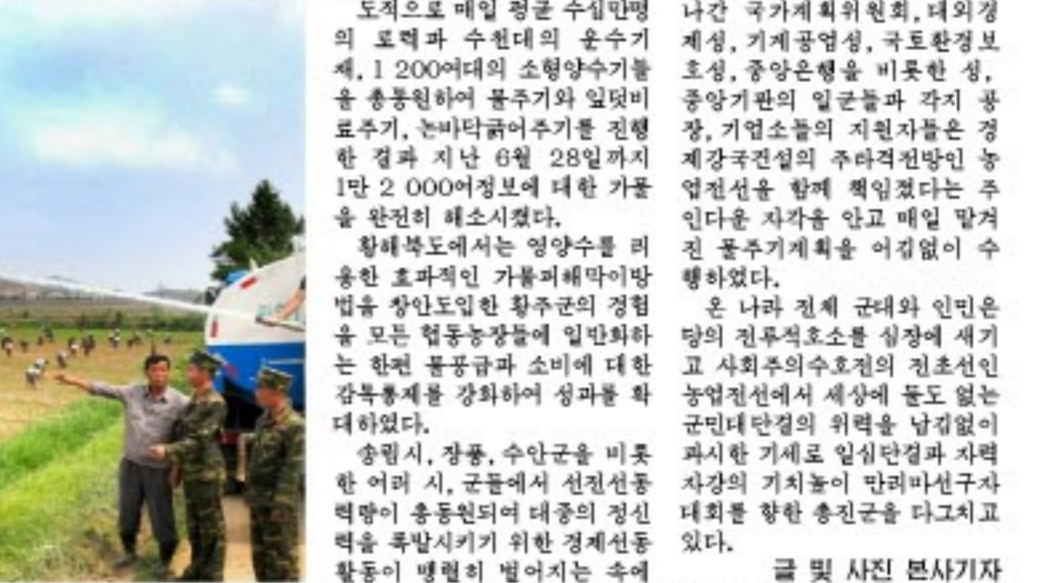 도적으로 매일 평균 수십만명
의 로력과 수천대의 운수기
재, 1 200여대의 소형양수기들
을 총동원하여 물주기와 잎덧비
료주기, 논바닥긁어주기를 진행
한 결과 지난 6월 28일까지
1만 2 000여정보에 대한 가물
을 완전히 해소시켰다.
황해북도에서는 영양수를 리
용한 효과적인 가물피해막이방
법을 창안도입한 황주군의 경험
을 모든 협동농장들에 일반화하
는 한편 물공급과 소비에 대한
감독통제를 강화하여 성과를 확
대하였다.
송림시, 장풍, 수안군을 비롯
한 여러 시, 군들에서 선전선동
력량이 총동원되여 대중의 정신
력을 폭발시키기 위한 경제선동
활동이 맹렬히 벌어지는 속에
나간 국가계획위원회, 대외경
제성, 기계공업성, 국토환경보
호성, 중앙은행을 비롯한 성,
중앙기관의 일군들과 각지 공
장, 기업소들의 지원자들은 경
제강국건설의 주타격전방인 농
업전선을 함께 책임졌다는 주
인다운 자각을 안고 매일 맡겨
진 물주기계획을 어김없이 수
행하였다.
온 나라 전체 군대와 인민은
당의 전투적호소를 심장에 새기
고 사회주의수호전의 전초선인
농업전선에서 세상에 둘도 없는
군민대단결의 위력을 남김없이
과시한 기세로 일심단결과 자력
자강의 기치높이 만리마선구자
대회를 향한 총진군을 다그치고
있다.
글 및 사진 본사기자